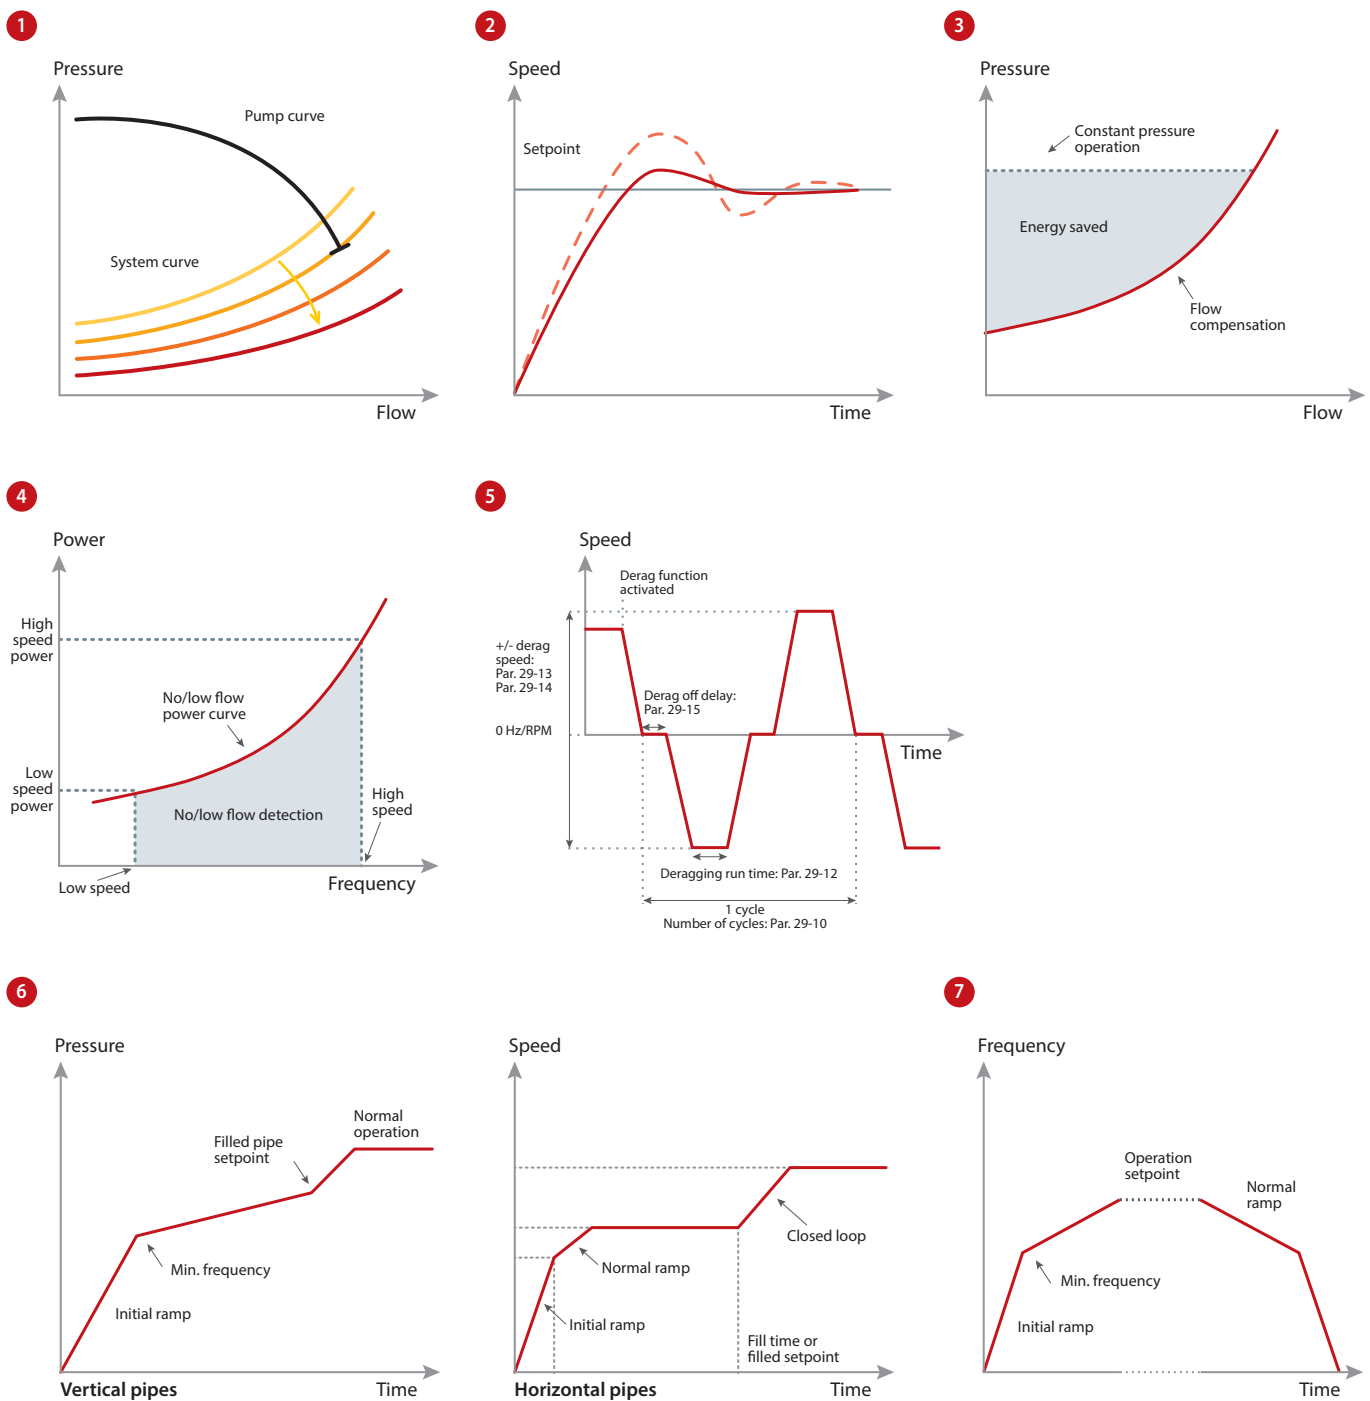 1
Pressure
Pump curve
System curve
Flow
2
Speed
Setpoint
Time
3
Pressure
Constant pressure
operation
Energy saved
Flow
compensation
Flow
4
Power
High
speed
power
No/low flow
power curve
Low
speed
power
No/low flow detection
High
speed
Low speed
Frequency
5
Speed
Derag function
activated
+/- derag
speed:
Par. 29-13
Par. 29-14
Derag off delay:
Par. 29-15
0 Hz/RPM
Time
Deragging run time: Par. 29-12
1 cycle
Number of cycles: Par. 29-10
6
Pressure
Normal
operation
Filled pipe
setpoint
Min. frequency
Initial ramp
Vertical pipes
Time
Speed
Closed loop
Normal ramp
Initial ramp
Fill time or
filled setpoint
Horizontal pipes
Time
7
Frequency
Operation
setpoint
Normal
ramp
Min. frequency
Initial ramp
Time